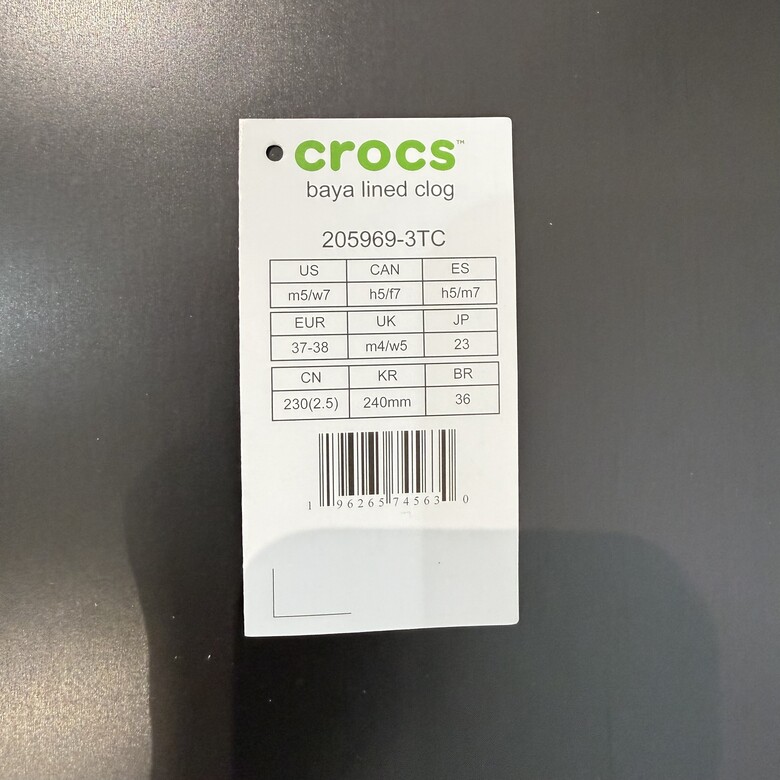 crocs™
baya lined clog
205969-3TC
US CAN ES
m5/w7 h5/f7 h5/m7
EUR UK JP
37-38 m4/w5 23
CN KR BR
230(2.5) 240mm 36
1 96265 74563 0